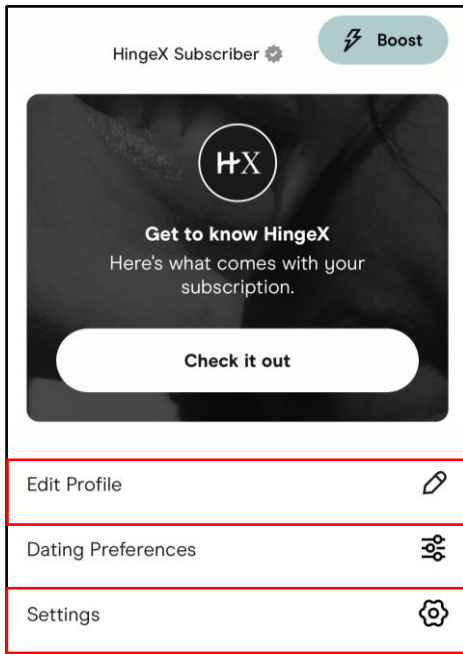 HingeX Subscriber
Boost
HX
Get to know HingeX
Here's what comes with your
subscription.
Check it out
Edit Profile
Dating Preferences
Settings